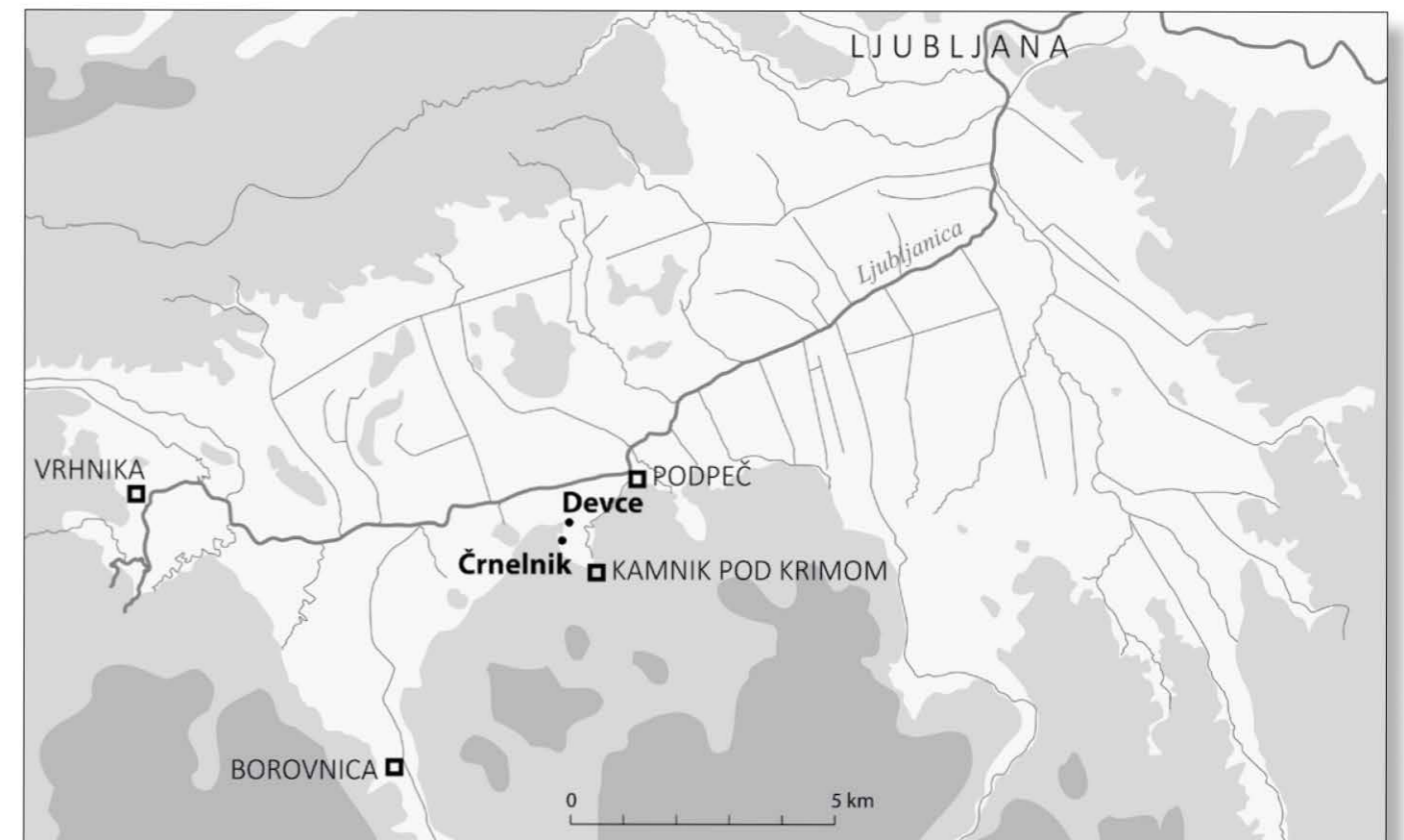 LJUBLJANA
Ljubljanica
VRHNIKA
PODPEČ
Devce
Črnelnik
KAMNIK POD KRIMOM
BOROVNICA
0 5 km